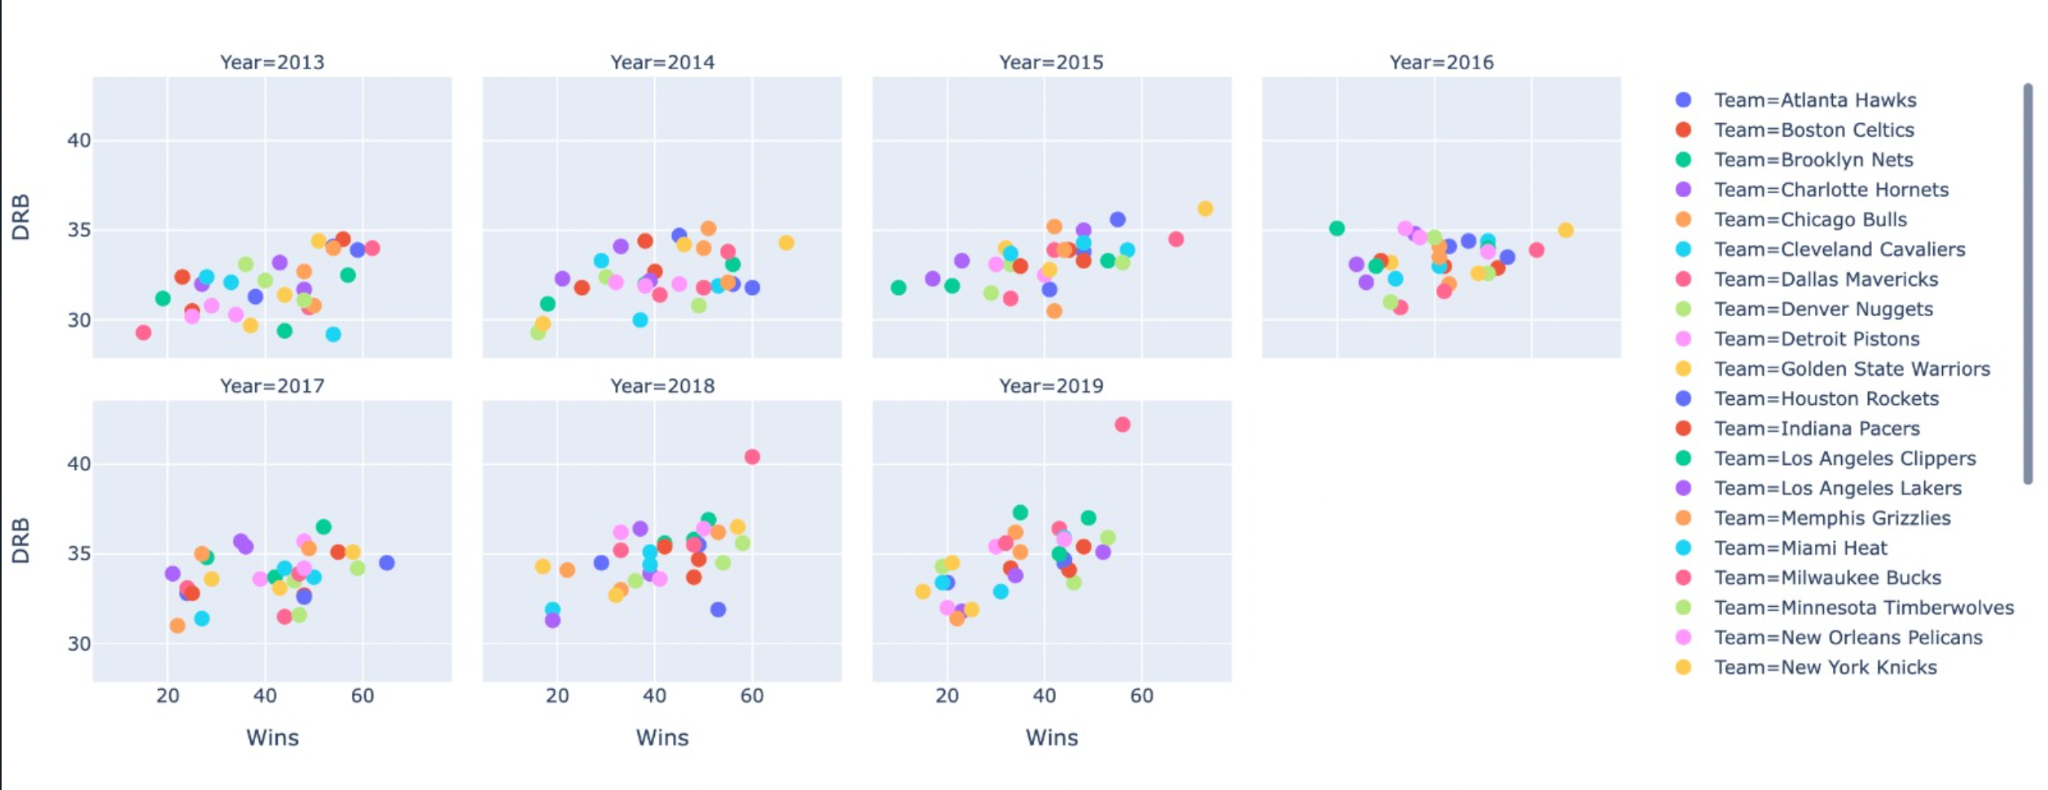 Year=2013 Year=2014 Year=2015 Year=2016
40
35
30
DRB
Year=2017 Year=2018 Year=2019
40
35
30
DRB
20 40 60 20 40 60 20 40 60
Wins Wins Wins
Team=Atlanta Hawks
Team=Boston Celtics
Team=Brooklyn Nets
Team=Charlotte Hornets
Team=Chicago Bulls
Team=Cleveland Cavaliers
Team=Dallas Mavericks
Team=Denver Nuggets
Team=Detroit Pistons
Team=Golden State Warriors
Team=Houston Rockets
Team=Indiana Pacers
Team=Los Angeles Clippers
Team=Los Angeles Lakers
Team=Memphis Grizzlies
Team=Miami Heat
Team=Milwaukee Bucks
Team=Minnesota Timberwolves
Team=New Orleans Pelicans
Team=New York Knicks